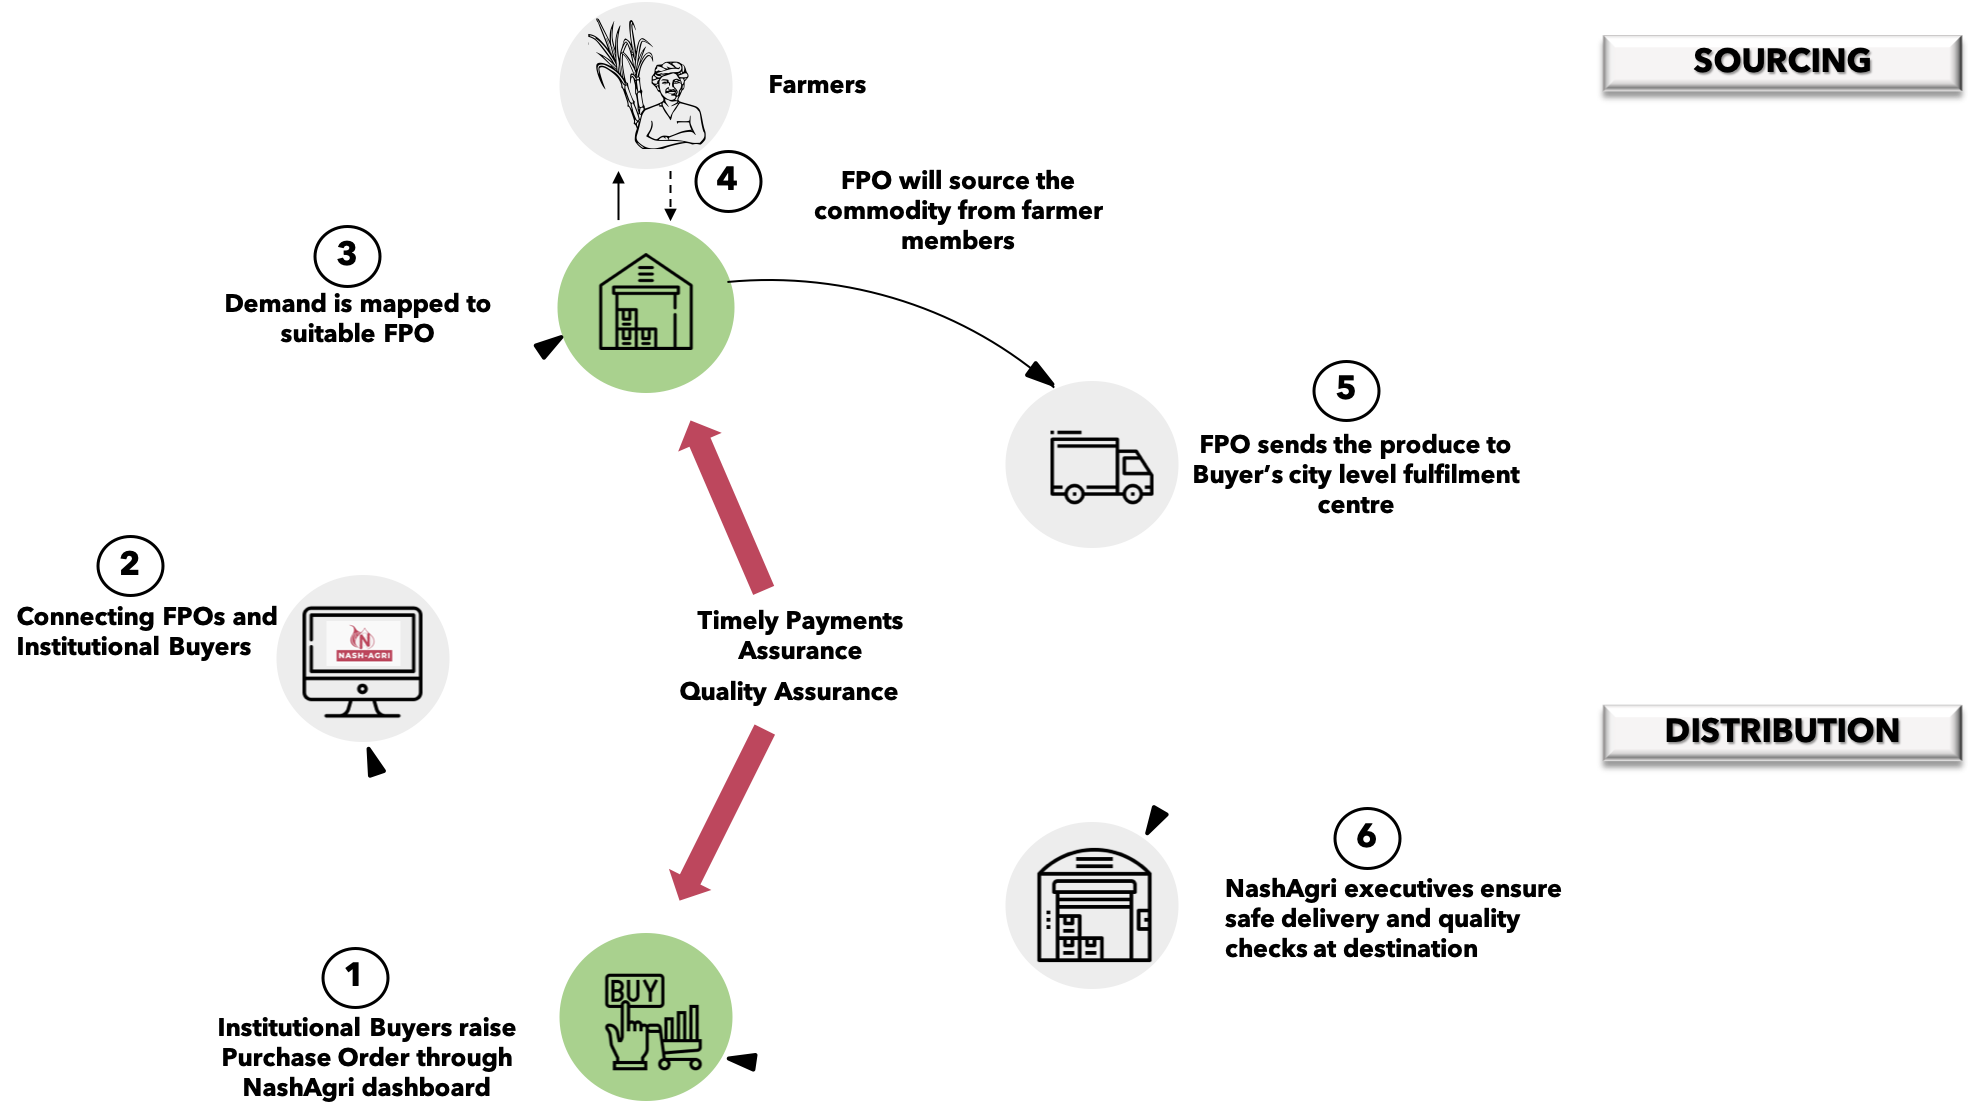 SOURCING
Farmers
4
FPO will source the
commodity from farmer
members
3
Demand is mapped to
suitable FPO
5
FPO sends the produce to
Buyer’s city level fulfilment
centre
2
Connecting FPOs and
Institutional Buyers
NASH-AGRI
Timely Payments
Assurance
Quality Assurance
DISTRIBUTION
6
NashAgri executives ensure
safe delivery and quality
checks at destination
1
Institutional Buyers raise
Purchase Order through
NashAgri dashboard
BUY